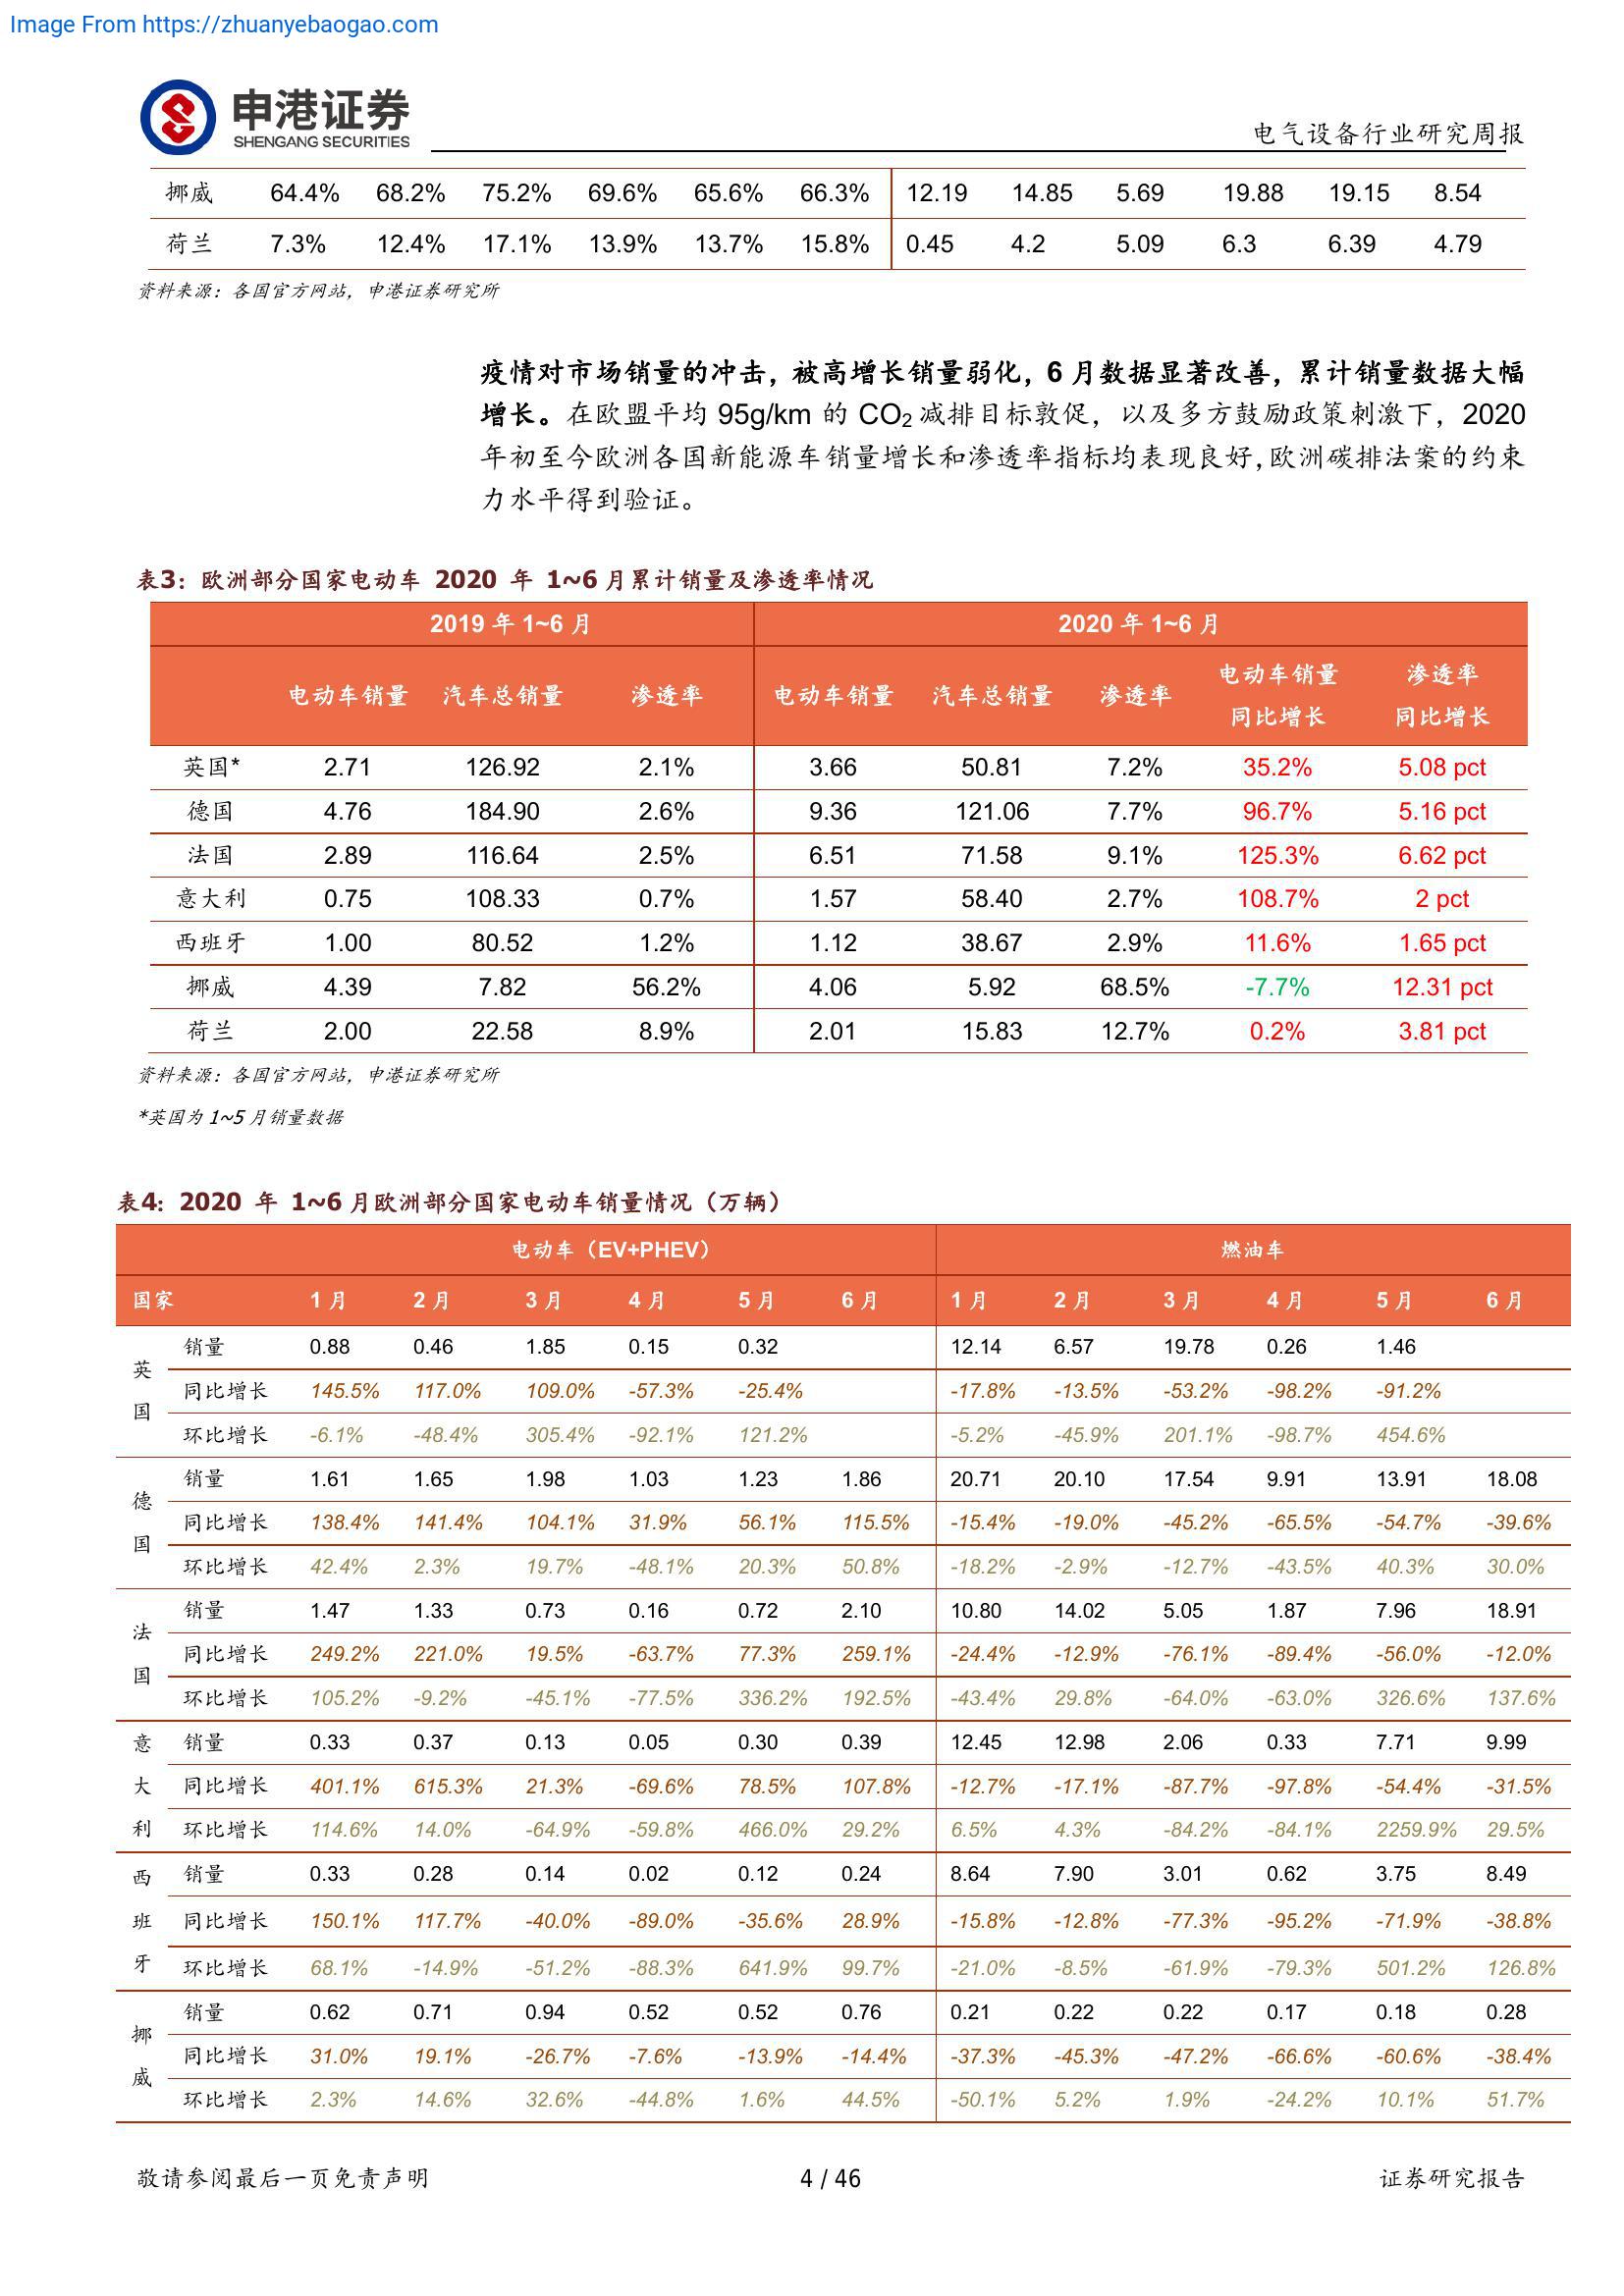 Image From https://zhuanyebaogao.com
申港证券
SHENGANG SECURITIES
电气设备行业研究周报
挪威 64.4% 68.2% 75.2% 69.6% 65.6% 66.3% 12.19 14.85 5.69 19.88 19.15 8.54
荷兰 7.3% 12.4% 17.1% 13.9% 13.7% 15.8% 0.45 4.2 5.09 6.3 6.39 4.79
资料来源：各国官方网站，申港证券研究所
疫情对市场销量的冲击，被高增长销量弱化，6 月数据显著改善，累计销量数据大幅
增长。在欧盟平均 95g/km 的 CO2 减排目标敦促，以及多方鼓励政策刺激下，2020
年初至今欧洲各国新能源车销量增长和渗透率指标均表现良好，欧洲碳排法案的约束
力水平得到验证。
表3：欧洲部分国家电动车 2020 年 1~6 月累计销量及渗透率情况
2019 年 1~6 月 2020 年 1~6 月
电动车销量 汽车总销量 渗透率 电动车销量 汽车总销量 渗透率 电动车销量 渗透率
同比增长 同比增长
英国* 2.71 126.92 2.1% 3.66 50.81 7.2% 35.2% 5.08 pct
德国 4.76 184.90 2.6% 9.36 121.06 7.7% 96.7% 5.16 pct
法国 2.89 116.64 2.5% 6.51 71.58 9.1% 125.3% 6.62 pct
意大利 0.75 108.33 0.7% 1.57 58.40 2.7% 108.7% 2 pct
西班牙 1.00 80.52 1.2% 1.12 38.67 2.9% 11.6% 1.65 pct
挪威 4.39 7.82 56.2% 4.06 5.92 68.5% -7.7% 12.31 pct
荷兰 2.00 22.58 8.9% 2.01 15.83 12.7% 0.2% 3.81 pct
资料来源：各国官方网站，申港证券研究所
*英国为 1~5 月销量数据
表4：2020 年 1~6 月欧洲部分国家电动车销量情况（万辆）
电动车（EV+PHEV） 燃油车
国家 1 月 2 月 3 月 4 月 5 月 6 月 1 月 2 月 3 月 4 月 5 月 6 月
英国 销量 0.88 0.46 1.85 0.15 0.32 12.14 6.57 19.78 0.26 1.46
同比增长 145.5% 117.0% 109.0% -57.3% -25.4% -17.8% -13.5% -53.2% -98.2% -91.2%
环比增长 -6.1% -48.4% 305.4% -92.1% 121.2% -5.2% -45.9% 201.1% -98.7% 454.6%
德国 销量 1.61 1.65 1.98 1.03 1.23 1.86 20.71 20.10 17.54 9.91 13.91 18.08
同比增长 138.4% 141.4% 104.1% 31.9% 56.1% 115.5% -15.4% -19.0% -45.2% -65.5% -54.7% -39.6%
环比增长 42.4% 2.3% 19.7% -48.1% 20.3% 50.8% -18.2% -2.9% -12.7% -43.5% 40.3% 30.0%
法国 销量 1.47 1.33 0.73 0.16 0.72 2.10 10.80 14.02 5.05 1.87 7.96 18.91
同比增长 249.2% 221.0% 19.5% -63.7% 77.3% 259.1% -24.4% -12.9% -76.1% -89.4% -56.0% -12.0%
环比增长 105.2% -9.2% -45.1% -77.5% 336.2% 192.5% -43.4% 29.8% -64.0% -63.0% 326.6% 137.6%
意大利 销量 0.33 0.37 0.13 0.05 0.30 0.39 12.45 12.98 2.06 0.33 7.71 9.99
同比增长 401.1% 615.3% 21.3% -69.6% 78.5% 107.8% -12.7% -17.1% -87.7% -97.8% -54.4% -31.5%
环比增长 114.6% 14.0% -64.9% -59.8% 466.0% 29.2% 6.5% 4.3% -84.2% -84.1% 2259.9% 29.5%
西班牙 销量 0.33 0.28 0.14 0.02 0.12 0.24 8.64 7.90 3.01 0.62 3.75 8.49
同比增长 150.1% 117.7% -40.0% -89.0% -35.6% 28.9% -15.8% -12.8% -77.3% -95.2% -71.9% -38.8%
环比增长 68.1% -14.9% -51.2% -88.3% 641.9% 99.7% -21.0% -8.5% -61.9% -79.3% 501.2% 126.8%
挪威 销量 0.62 0.71 0.94 0.52 0.52 0.76 0.21 0.22 0.22 0.17 0.18 0.28
同比增长 31.0% 19.1% -26.7% -7.6% -13.9% -14.4% -37.3% -45.3% -47.2% -66.6% -60.6% -38.4%
环比增长 2.3% 14.6% 32.6% -44.8% 1.6% 44.5% -50.1% 5.2% 1.9% -24.2% 10.1% 51.7%
敬请参阅最后一页免责声明 4 / 46 证券研究报告